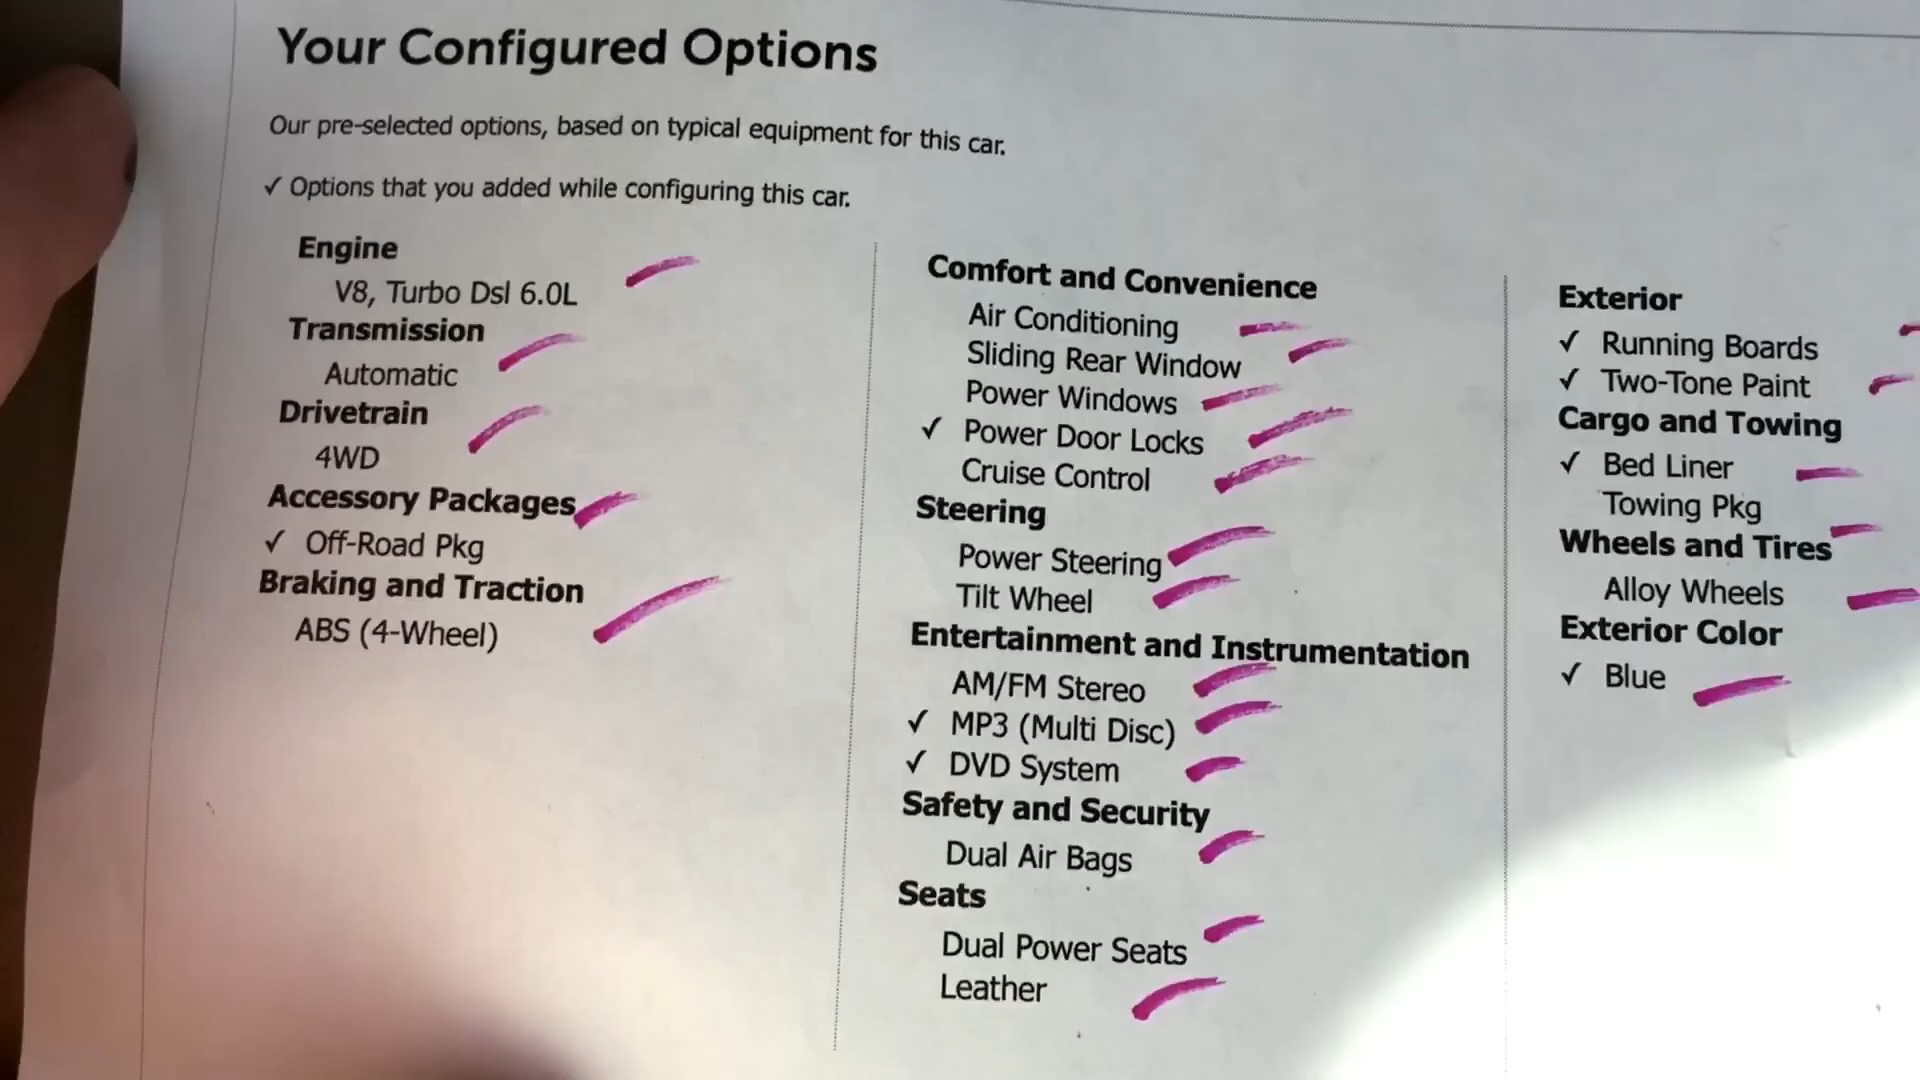 Your Configured Options
Our pre-selected options, based on typical equipment for this car.
✓ Options that you added while configuring this car.
Engine
V8, Turbo Dsl 6.0L
Transmission
Automatic
Drivetrain
4WD
Accessory Packages
✓ Off-Road Pkg
Braking and Traction
ABS (4-Wheel)
Comfort and Convenience
Air Conditioning
Sliding Rear Window
Power Windows
✓ Power Door Locks
Cruise Control
Steering
Power Steering
Tilt Wheel
Entertainment and Instrumentation
AM/FM Stereo
✓ MP3 (Multi Disc)
✓ DVD System
Safety and Security
Dual Air Bags
Seats
Dual Power Seats
Leather
Exterior
✓ Running Boards
✓ Two-Tone Paint
Cargo and Towing
✓ Bed Liner
Towing Pkg
Wheels and Tires
Alloy Wheels
Exterior Color
✓ Blue